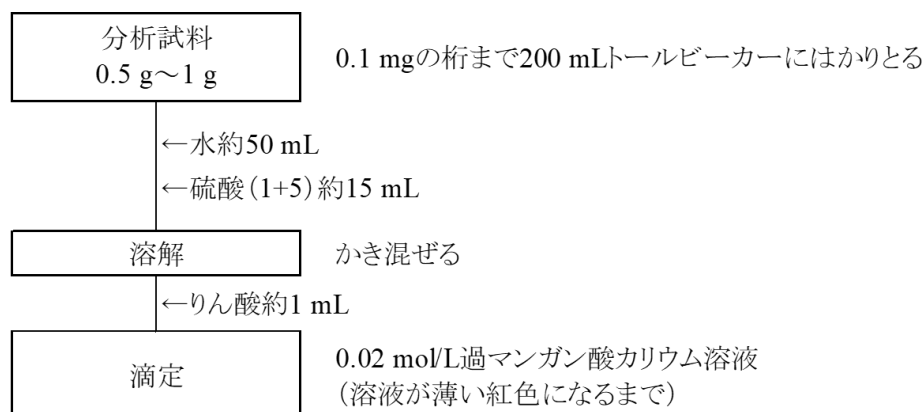 分析試料
0.5 g～1 g
0.1 mgの桁まで200 mLトールビーカーにはかりとる
←水約50 mL
←硫酸（1+5）約15 mL
溶解
かき混ぜる
←りん酸約1 mL
滴定
0.02 mol/L過マンガン酸カリウム溶液
（溶液が薄い紅色になるまで）